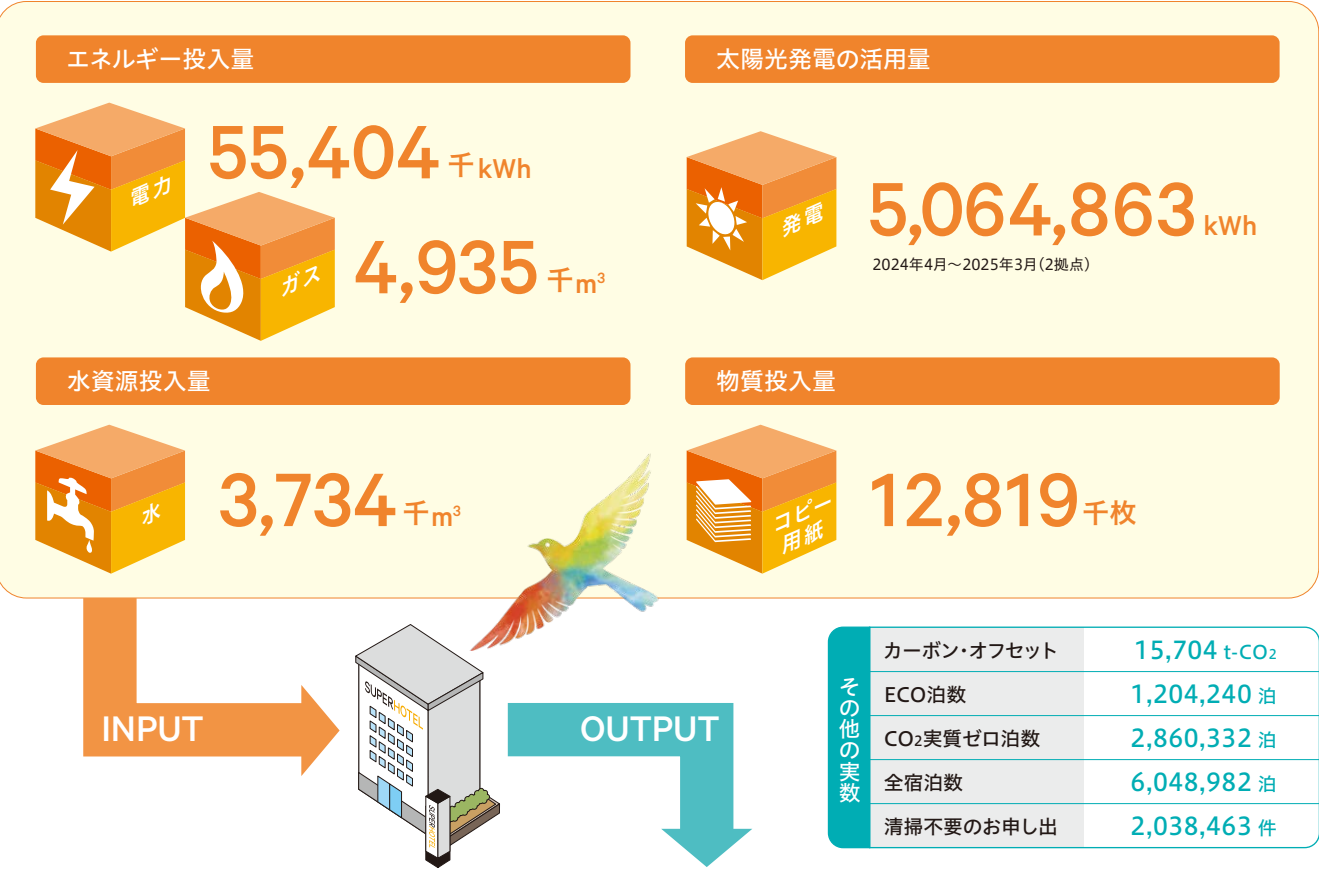 エネルギー投入量
電力
55,404 千kWh
ガス
4,935 千m³
太陽光発電の活用量
発電
5,064,863 kWh
2024年4月～2025年3月(2拠点)
水資源投入量
水
3,734 千m³
物質投入量
コピー
用紙
12,819 千枚
INPUT
SUPERHOTEL
SUPERHOTEL
OUTPUT
その他の実数
カーボン・オフセット 15,704 t-CO₂
ECO泊数 1,204,240 泊
CO₂実質ゼロ泊数 2,860,332 泊
全宿泊数 6,048,982 泊
清掃不要のお申し出 2,038,463 件